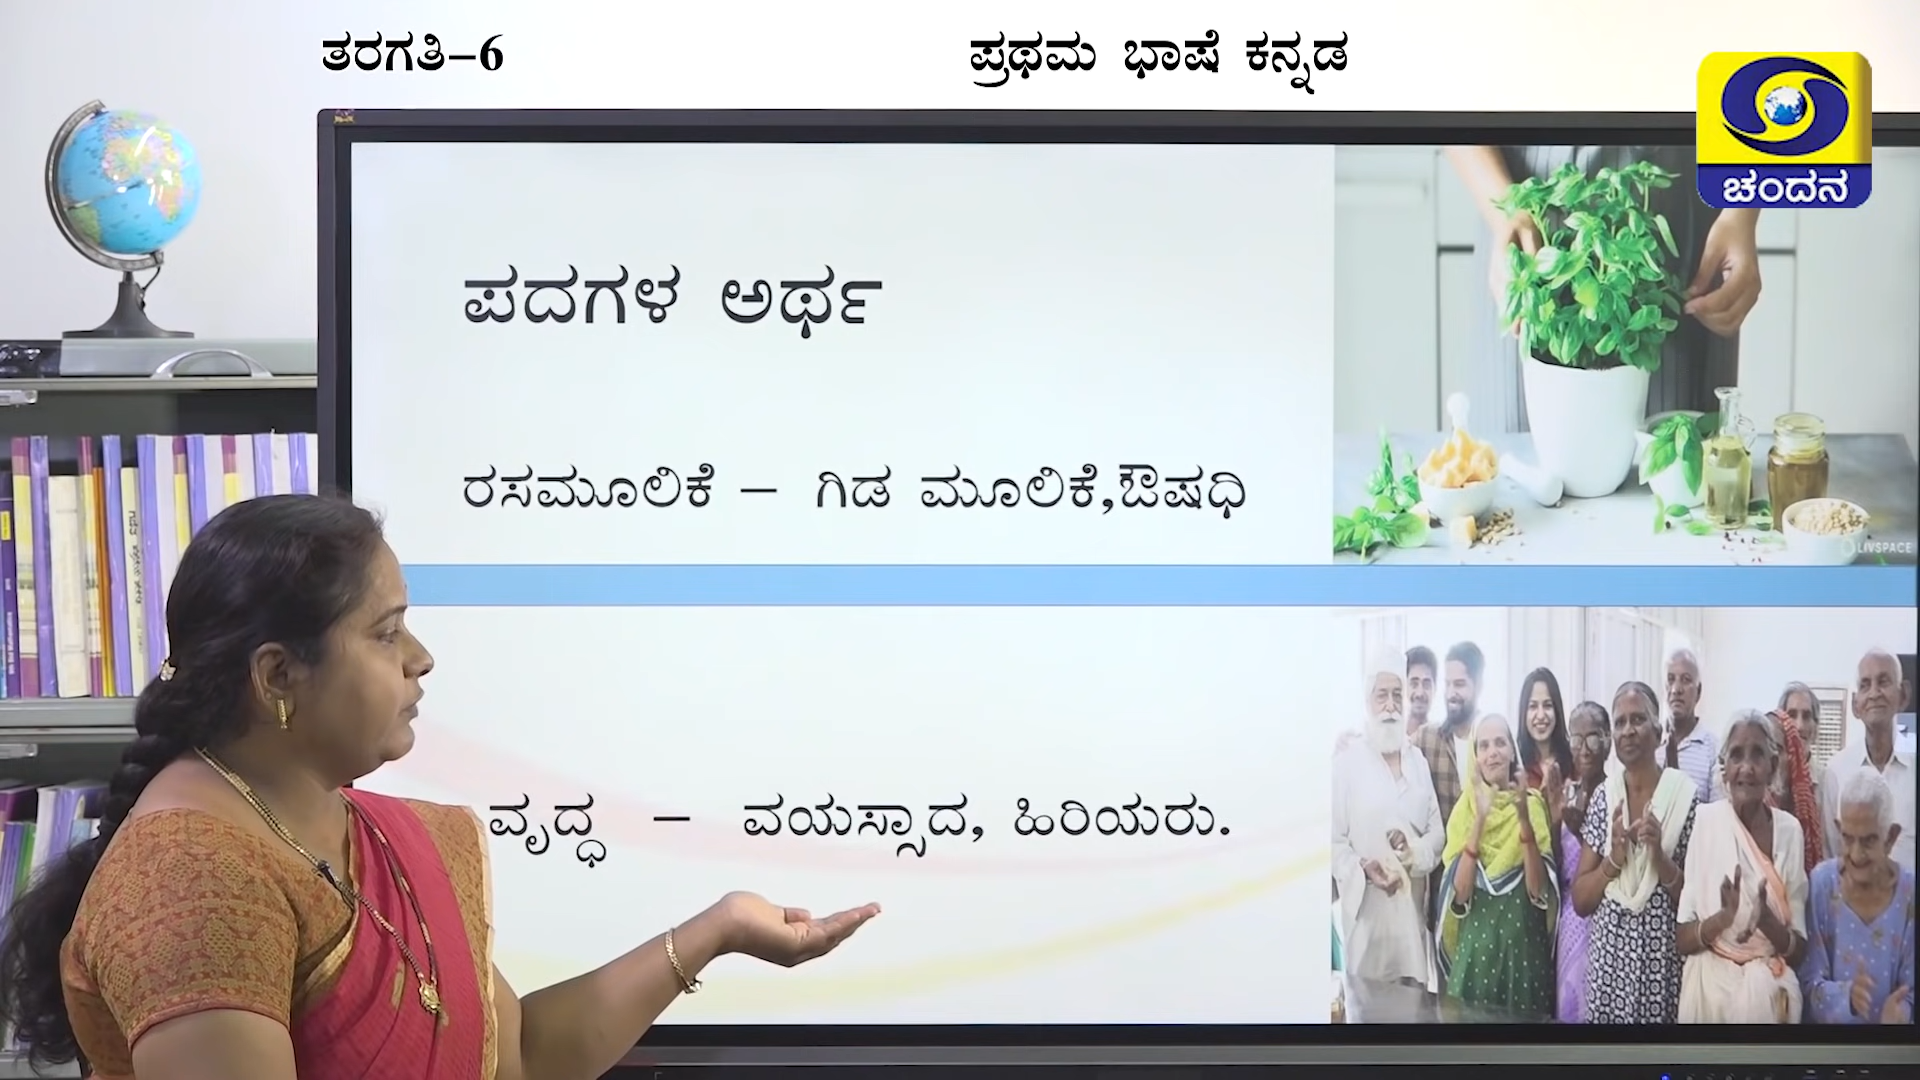 ತರಗತಿ–6
ಪ್ರಥಮ ಭಾಷೆ ಕನ್ನಡ
ಚಂದನ
ಪದಗಳ ಅರ್ಥ
ರಸಮೂಲಿಕೆ – ಗಿಡ ಮೂಲಿಕೆ,ಔಷಧಿ
LIVSPACE
ವೃದ್ಧ – ವಯಸ್ಸಾದ, ಹಿರಿಯರು.